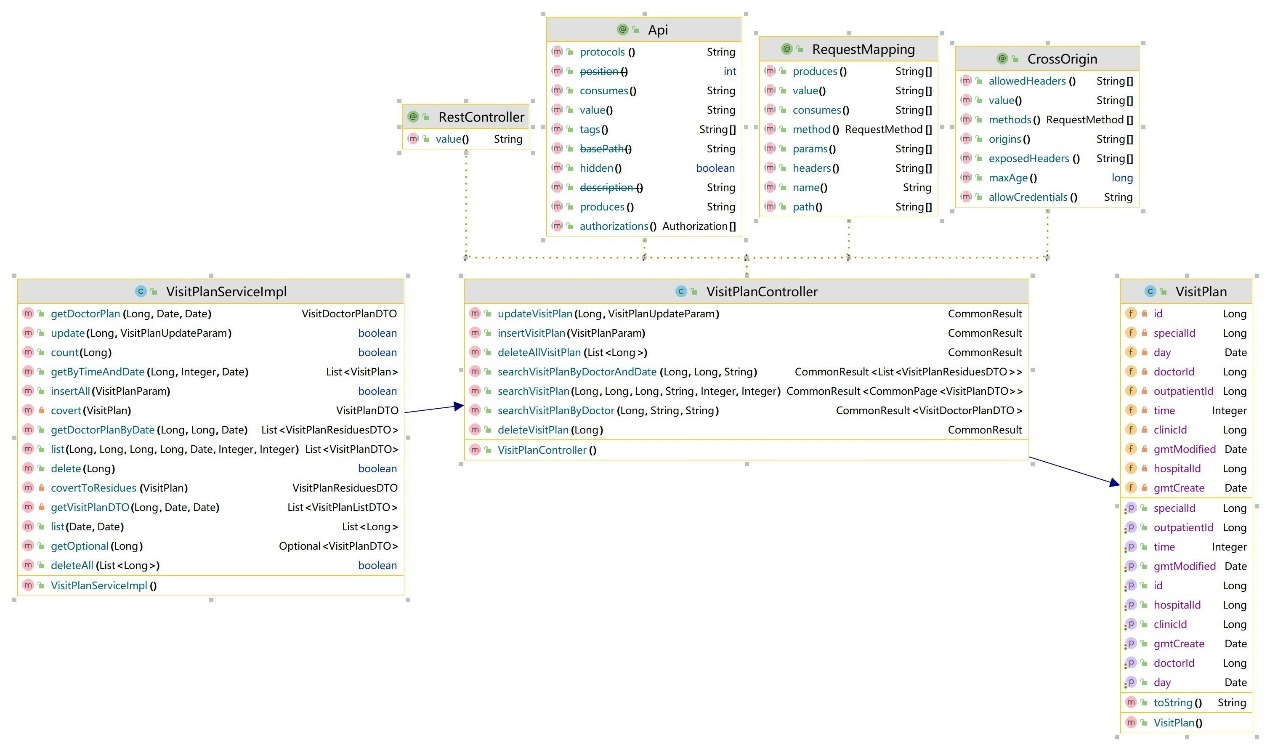 Api
protocols () String
position () int
consumes() String
value() String
tags() String[]
basePath() String
hidden() boolean
description () String
produces () String
authorizations() Authorization[]
RequestMapping
produces () String[]
value() String[]
consumes() String[]
method() RequestMethod []
params() String[]
headers() String[]
name() String
path() String[]
CrossOrigin
allowedHeaders () String[]
value() String[]
methods() RequestMethod []
origins() String[]
exposedHeaders () String[]
maxAge() long
allowCredentials () String
RestController
value() String
VisitPlanServiceImpl
getDoctorPlan (Long, Date, Date) VisitDoctorPlanDTO
update(Long, VisitPlanUpdateParam) boolean
count(Long) boolean
getByTimeAndDate (Long, Integer, Date) List<VisitPlan>
insertAll(VisitPlanParam) boolean
covert(VisitPlan) VisitPlanDTO
getDoctorPlanByDate (Long, Long, Date) List<VisitPlanResiduesDTO>
list(Long, Long, Long, Long, Date, Integer, Integer) List<VisitPlanDTO>
delete(Long) boolean
covertToResidues (VisitPlan) VisitPlanResiduesDTO
getVisitPlanDTO (Long, Date, Date) List<VisitPlanListDTO>
list(Date, Date) List<Long>
getOptional(Long) Optional<VisitPlanDTO>
deleteAll(List<Long>) boolean
VisitPlanServiceImpl ()
VisitPlanController
updateVisitPlan(Long, VisitPlanUpdateParam) CommonResult
insertVisitPlan(VisitPlanParam) CommonResult
deleteAllVisitPlan (List<Long>) CommonResult
searchVisitPlanByDoctorAndDate (Long, Long, String) CommonResult<List<VisitPlanResiduesDTO>>
searchVisitPlan(Long, Long, Long, String, Integer, Integer) CommonResult<CommonPage<VisitPlanDTO>>
searchVisitPlanByDoctor (Long, String, String) CommonResult<VisitDoctorPlanDTO>
deleteVisitPlan(Long) CommonResult
VisitPlanController ()
VisitPlan
id Long
specialId Long
day Date
doctorId Long
outpatientId Long
time Integer
clinicId Long
gmtModified Date
hospitalId Long
gmtCreate Date
specialId Long
outpatientId Long
time Integer
gmtModified Date
id Long
hospitalId Long
clinicId Long
gmtCreate Date
doctorId Long
day Date
toString() String
VisitPlan()